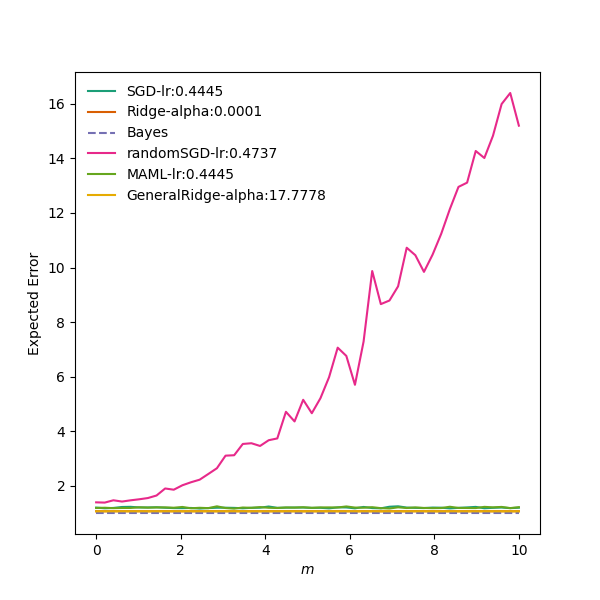 SGD-lr:0.4445
Ridge-alpha:0.0001
Bayes
randomSGD-lr:0.4737
MAML-lr:0.4445
GeneralRidge-alpha:17.7778
Expected Error
16
14
12
10
8
6
4
2
0 2 4 6 8 10
m